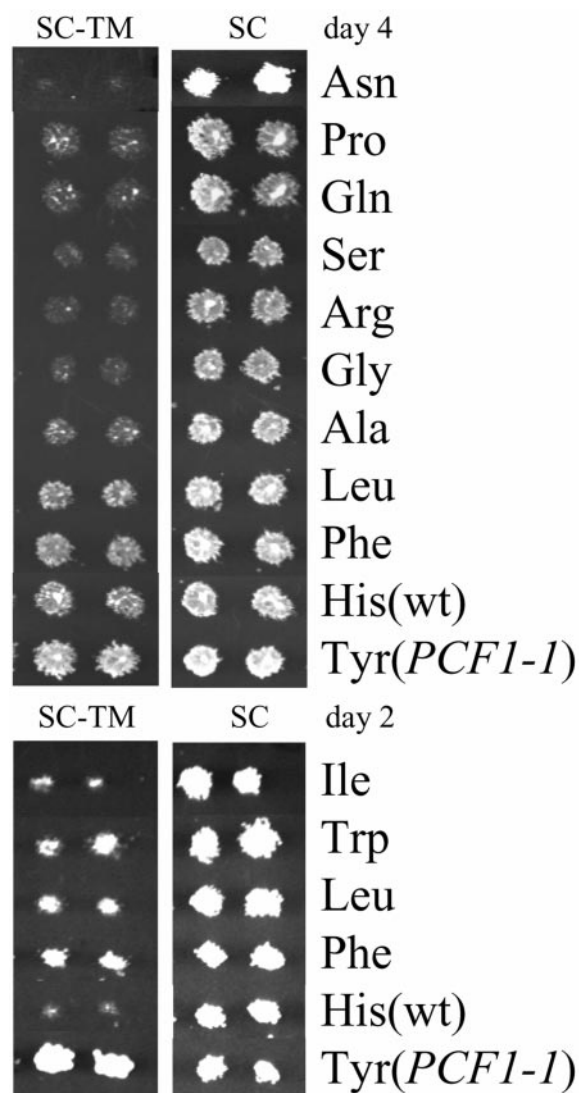 SC-TM SC day 4
Asn
Pro
Gln
Ser
Arg
Gly
Ala
Leu
Phe
His(wt)
Tyr(PCF1-1)
SC-TM SC day 2
Ile
Trp
Leu
Phe
His(wt)
Tyr(PCF1-1)